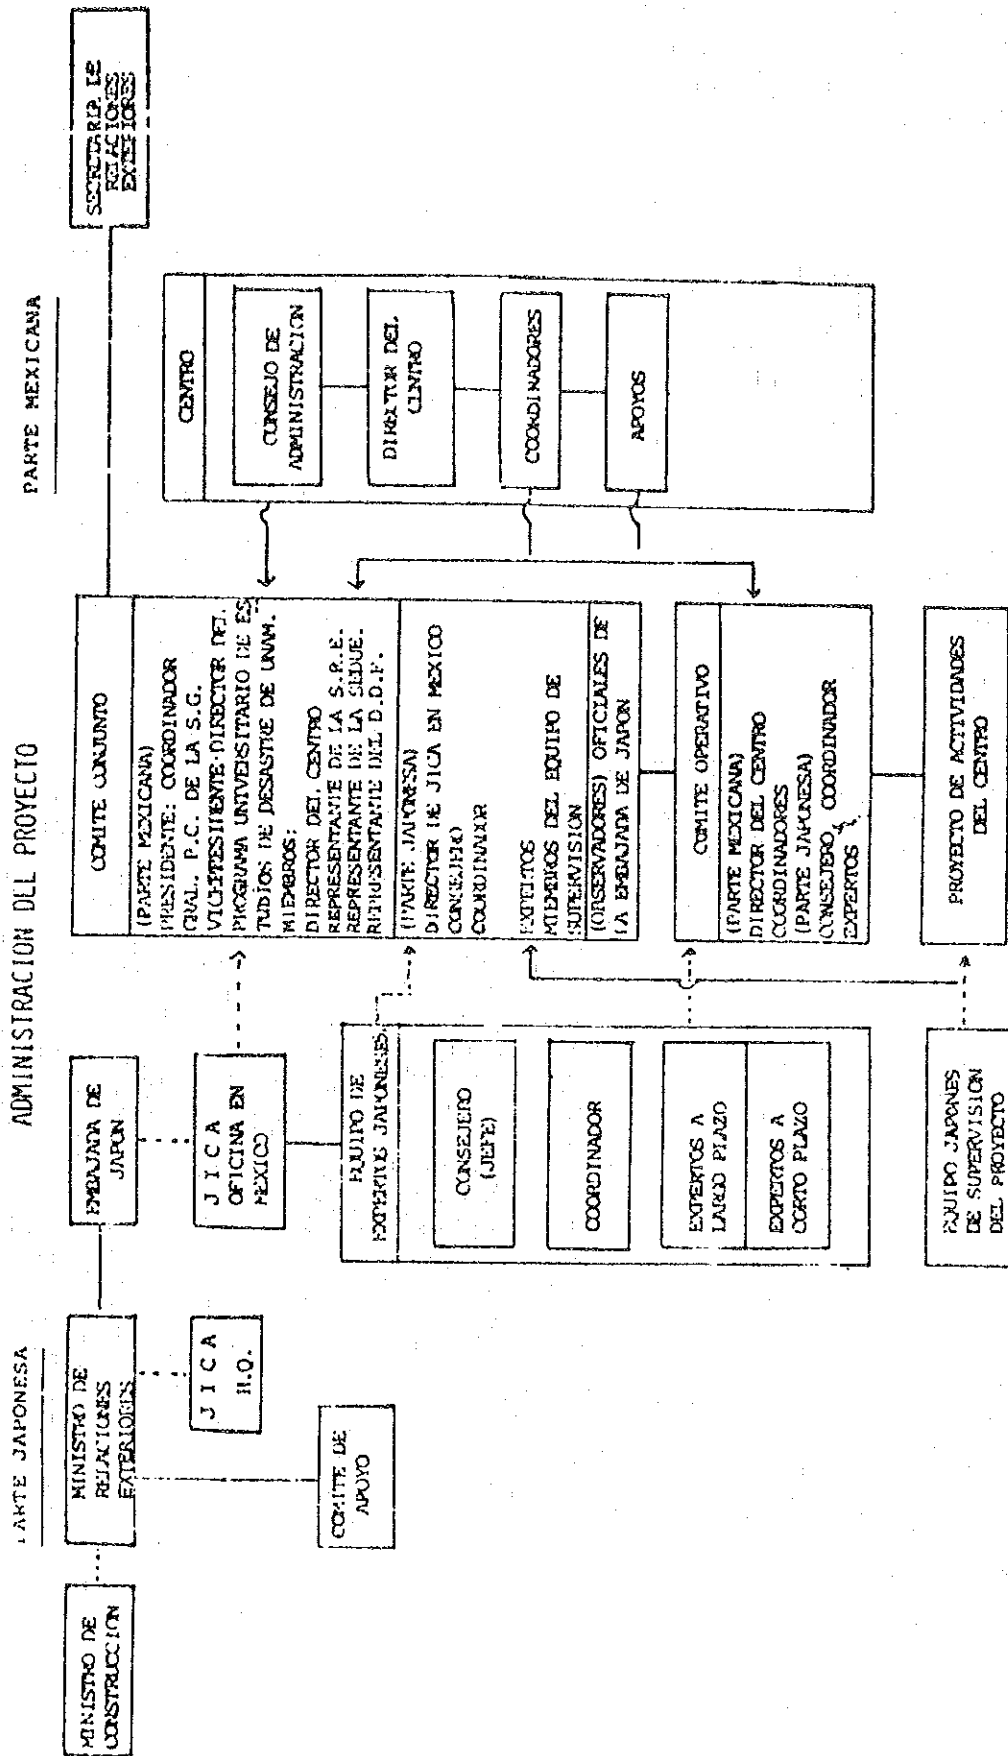 ADMINISTRACION DEL PROYECTO
PARTE JAPONESA
PARTE MEXICANA
MINISTRO DE
CONSTRUCCION
MINISTRO DE
RELACIONES
EXTERIORES
EMBAJADA DE
JAPON
SECRETARIA DE
RELACIONES
EXTERIORES
J I C A
H.Q.
COMITE DE
APOYO
J I C A
OFICINA EN
MEXICO
EQUIPO DE
EXPERTOS JAPONESES
CONSEJERO
(JEFE)
COORDINADOR
EXPERTOS A
LARGO PLAZO
EXPERTOS A
CORTO PLAZO
EQUIPO JAPONES
DE SUPERVISION
DEL PROYECTO
COMITE CONJUNTO
(PARTE MEXICANA)
PRESIDENTE: COORDINADOR
GRAL. P.C. DE LA S.G.
VICEPRESIDENTE: DIRECTOR DEL
PROGRAMA UNIVERSITARIO DE ES
TUDIOS DE DESASTRE DE UNAM.
MIEMBROS:
DIRECTOR DEL CENTRO
REPRESENTANTE DE LA S.R.E.
REPRESENTANTE DE LA SEDUE.
REPRESENTANTE DEL D.D.F.
(PARTE JAPONESA)
DIRECTOR DE JICA EN MEXICO
CONSEJERO
COORDINADOR
EXPERTOS
MIEMBROS DEL EQUIPO DE
SUPERVISION
(OBSERVADORES) OFICIALES DE
LA EMBAJADA DE JAPON
COMITE OPERATIVO
(PARTE MEXICANA)
DIRECTOR DEL CENTRO
COORDINADORES
(PARTE JAPONESA)
CONSEJERO, COORDINADOR
EXPERTOS
PROYECTO DE ACTIVIDADES
DEL CENTRO
CENTRO
CONSEJO DE
ADMINISTRACION
DIRECTOR DEL
CENTRO
COORDINADORES
APOYOS